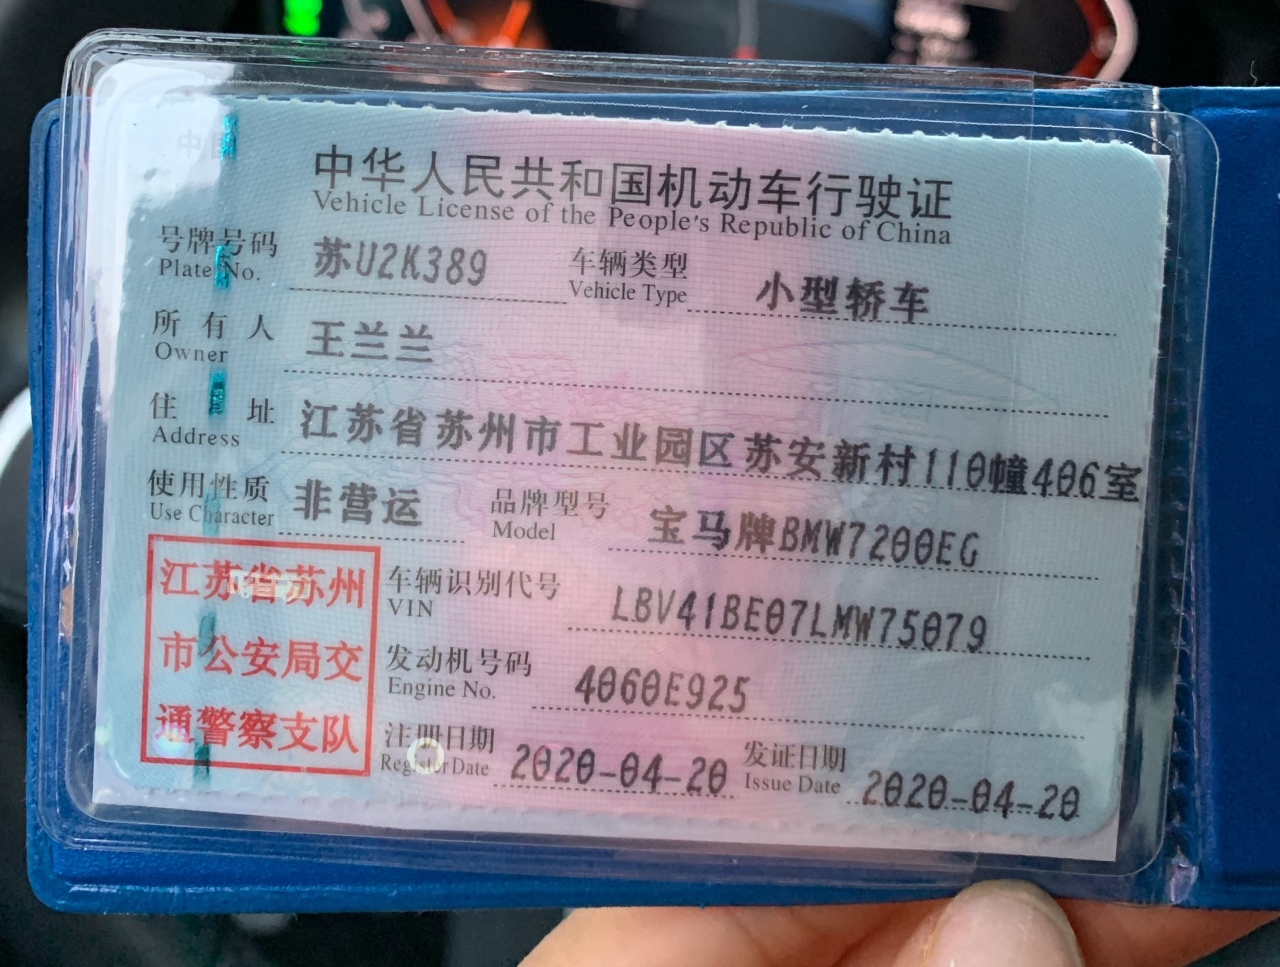 中华人民共和国机动车行驶证
Vehicle License of the People's Republic of China
号牌号码 苏U2K389 车辆类型 小型轿车
Plate No. Vehicle Type
所有人 王兰兰
Owner
住址 江苏省苏州市工业园区苏安新村110幢406室
Address
使用性质 非营运 品牌型号 宝马牌BMW7200EG
Use Character Model
江苏省苏州
市公安局交
通警察支队
车辆识别代号 LBV41BE07LMW75079
VIN
发动机号码 4060E925
Engine No.
注册日期 2020-04-20 发证日期 2020-04-20
Register Date Issue Date